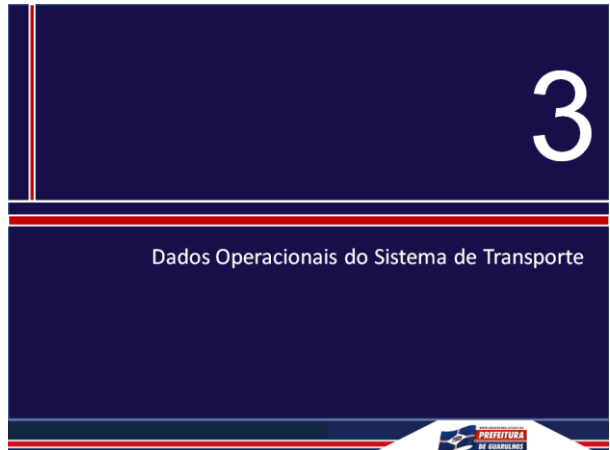 3
Dados Operacionais do Sistema de Transporte
PREFEITURA
DE GUARULHOS